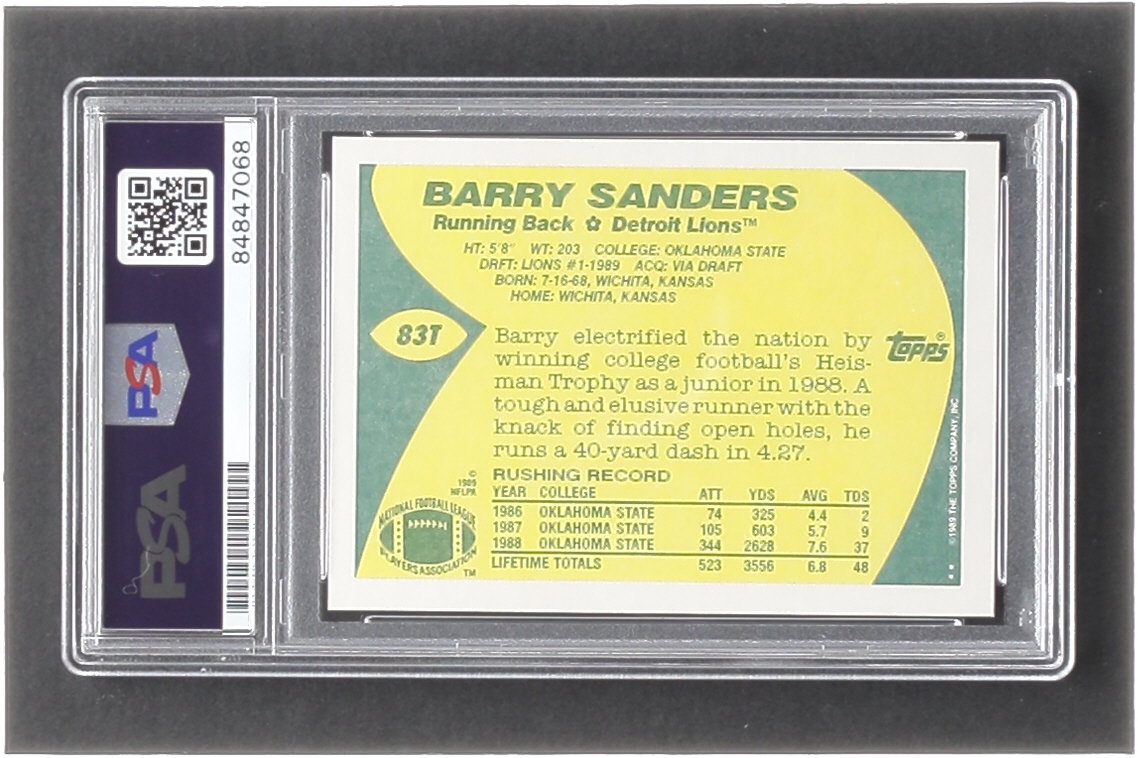 84847068
PSA
PSA
BARRY SANDERS
Running Back ✿ Detroit Lions™
HT: 5'8" WT: 203 COLLEGE: OKLAHOMA STATE
DRFT: LIONS #1-1989 ACQ: VIA DRAFT
BORN: 7-16-68, WICHITA, KANSAS
HOME: WICHITA, KANSAS
83T
Barry electrified the nation by
winning college football's Heis-
man Trophy as a junior in 1988. A
tough and elusive runner with the
knack of finding open holes, he
runs a 40-yard dash in 4.27.
topps®
RUSHING RECORD
YEAR COLLEGE ATT YDS AVG TDS
1986 OKLAHOMA STATE 74 325 4.4 2
1987 OKLAHOMA STATE 105 603 5.7 9
1988 OKLAHOMA STATE 344 2628 7.6 37
LIFETIME TOTALS 523 3556 6.8 48
©
1989
NFLPA
NATIONAL FOOTBALL LEAGUE
PLAYERS ASSOCIATION
™
©1989 THE TOPPS COMPANY, INC.
**